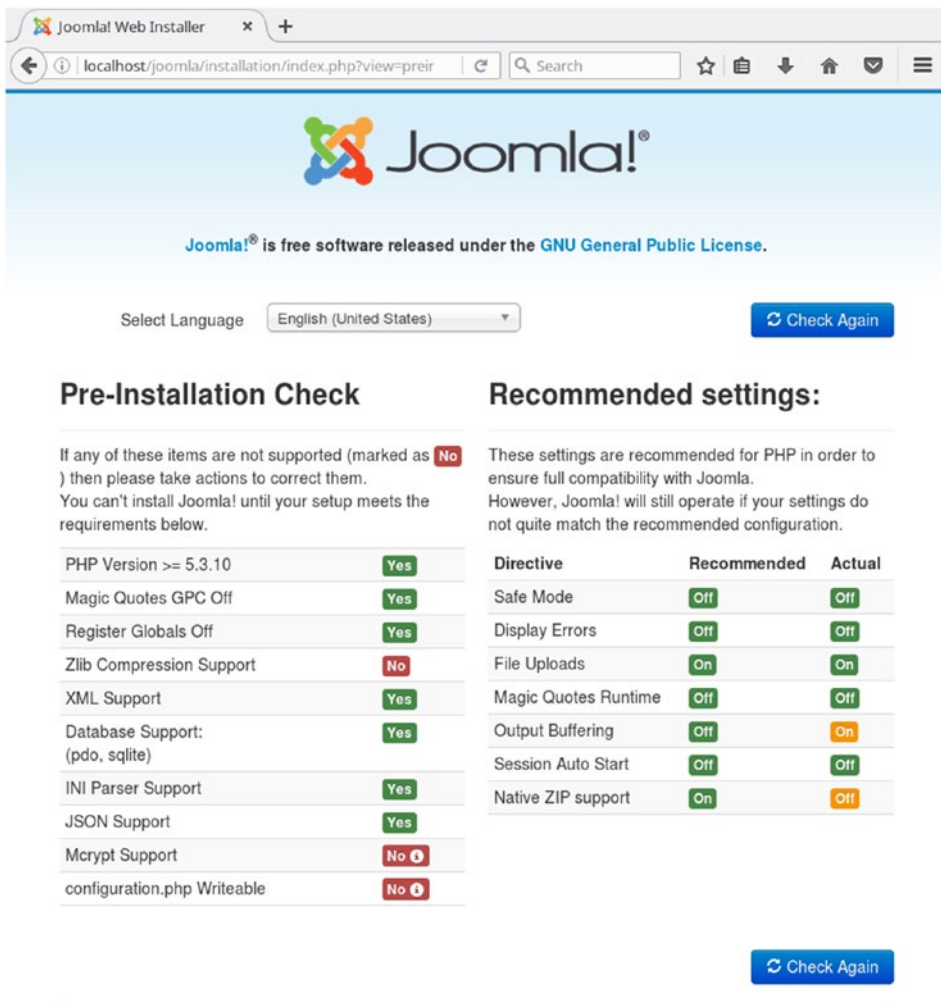 Joomla! Web Installer
localhost/joomla/installation/index.php?view=preir
Search
Joomla!®
Joomla!® is free software released under the GNU General Public License.
Select Language
English (United States)
Check Again
Pre-Installation Check
If any of these items are not supported (marked as No
) then please take actions to correct them.
You can't install Joomla! until your setup meets the
requirements below.
PHP Version >= 5.3.10 Yes
Magic Quotes GPC Off Yes
Register Globals Off Yes
Zlib Compression Support No
XML Support Yes
Database Support: Yes
(pdo, sqlite)
INI Parser Support Yes
JSON Support Yes
Mcrypt Support No
configuration.php Writeable No
Recommended settings:
These settings are recommended for PHP in order to
ensure full compatibility with Joomla.
However, Joomla! will still operate if your settings do
not quite match the recommended configuration.
Directive Recommended Actual
Safe Mode Off Off
Display Errors Off Off
File Uploads On On
Magic Quotes Runtime Off Off
Output Buffering Off On
Session Auto Start Off Off
Native ZIP support On Off
Check Again